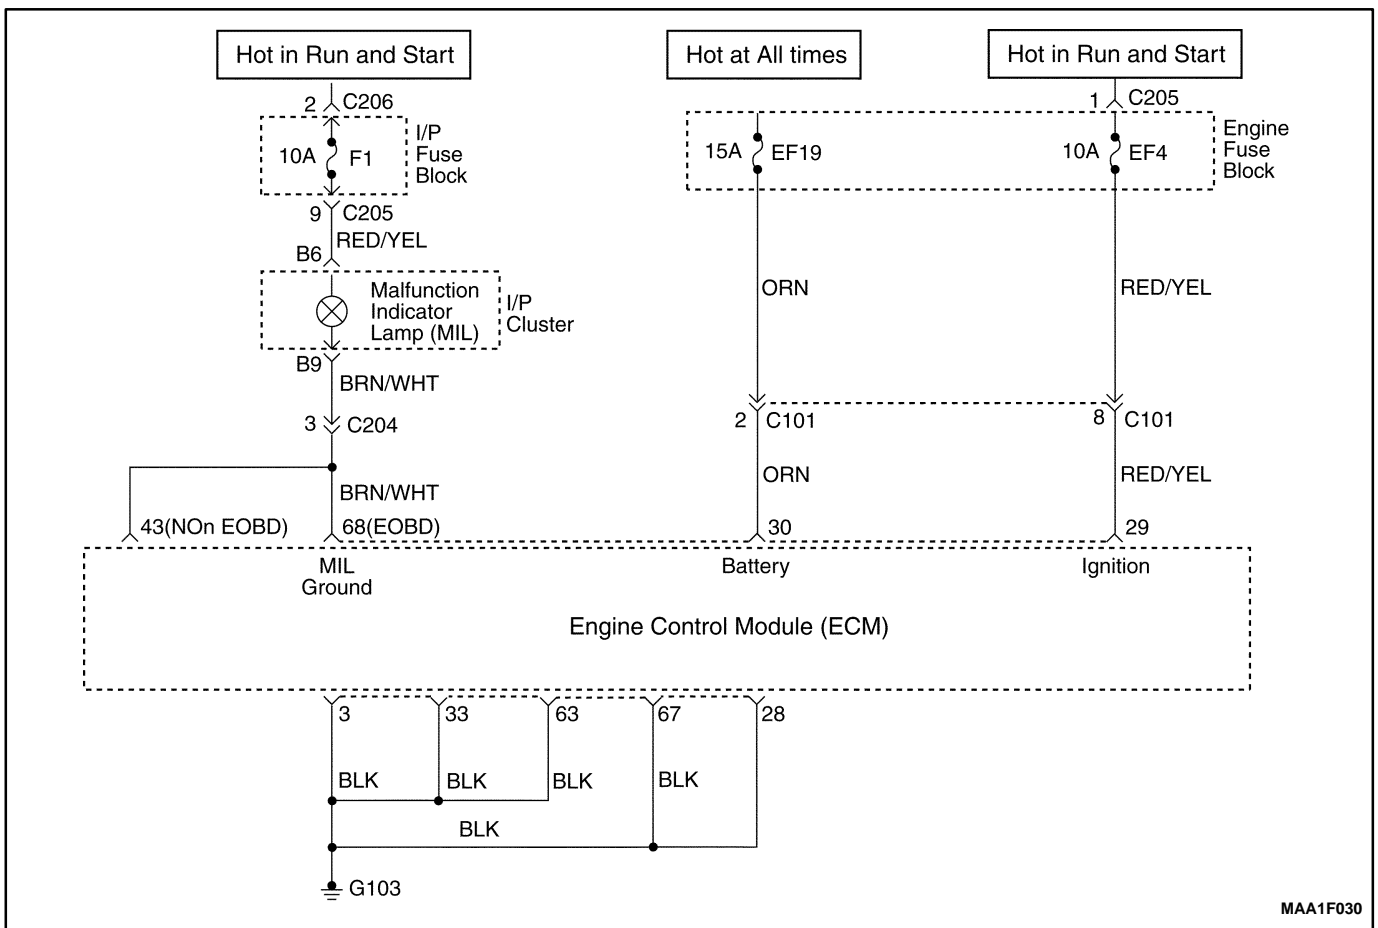 Hot in Run and Start
Hot at All times
Hot in Run and Start
2 C206
1 C205
10A F1
I/P
Fuse
Block
15A EF19
10A EF4
Engine
Fuse
Block
9 C205
RED/YEL
B6
Malfunction
Indicator
Lamp (MIL)
I/P
Cluster
ORN
RED/YEL
B9
BRN/WHT
3 C204
2 C101
8 C101
BRN/WHT
ORN
RED/YEL
43(NOn EOBD)
68(EOBD)
30
29
MIL
Ground
Battery
Ignition
Engine Control Module (ECM)
3
33
63
67
28
BLK
BLK
BLK
BLK
BLK
G103
MAA1F030